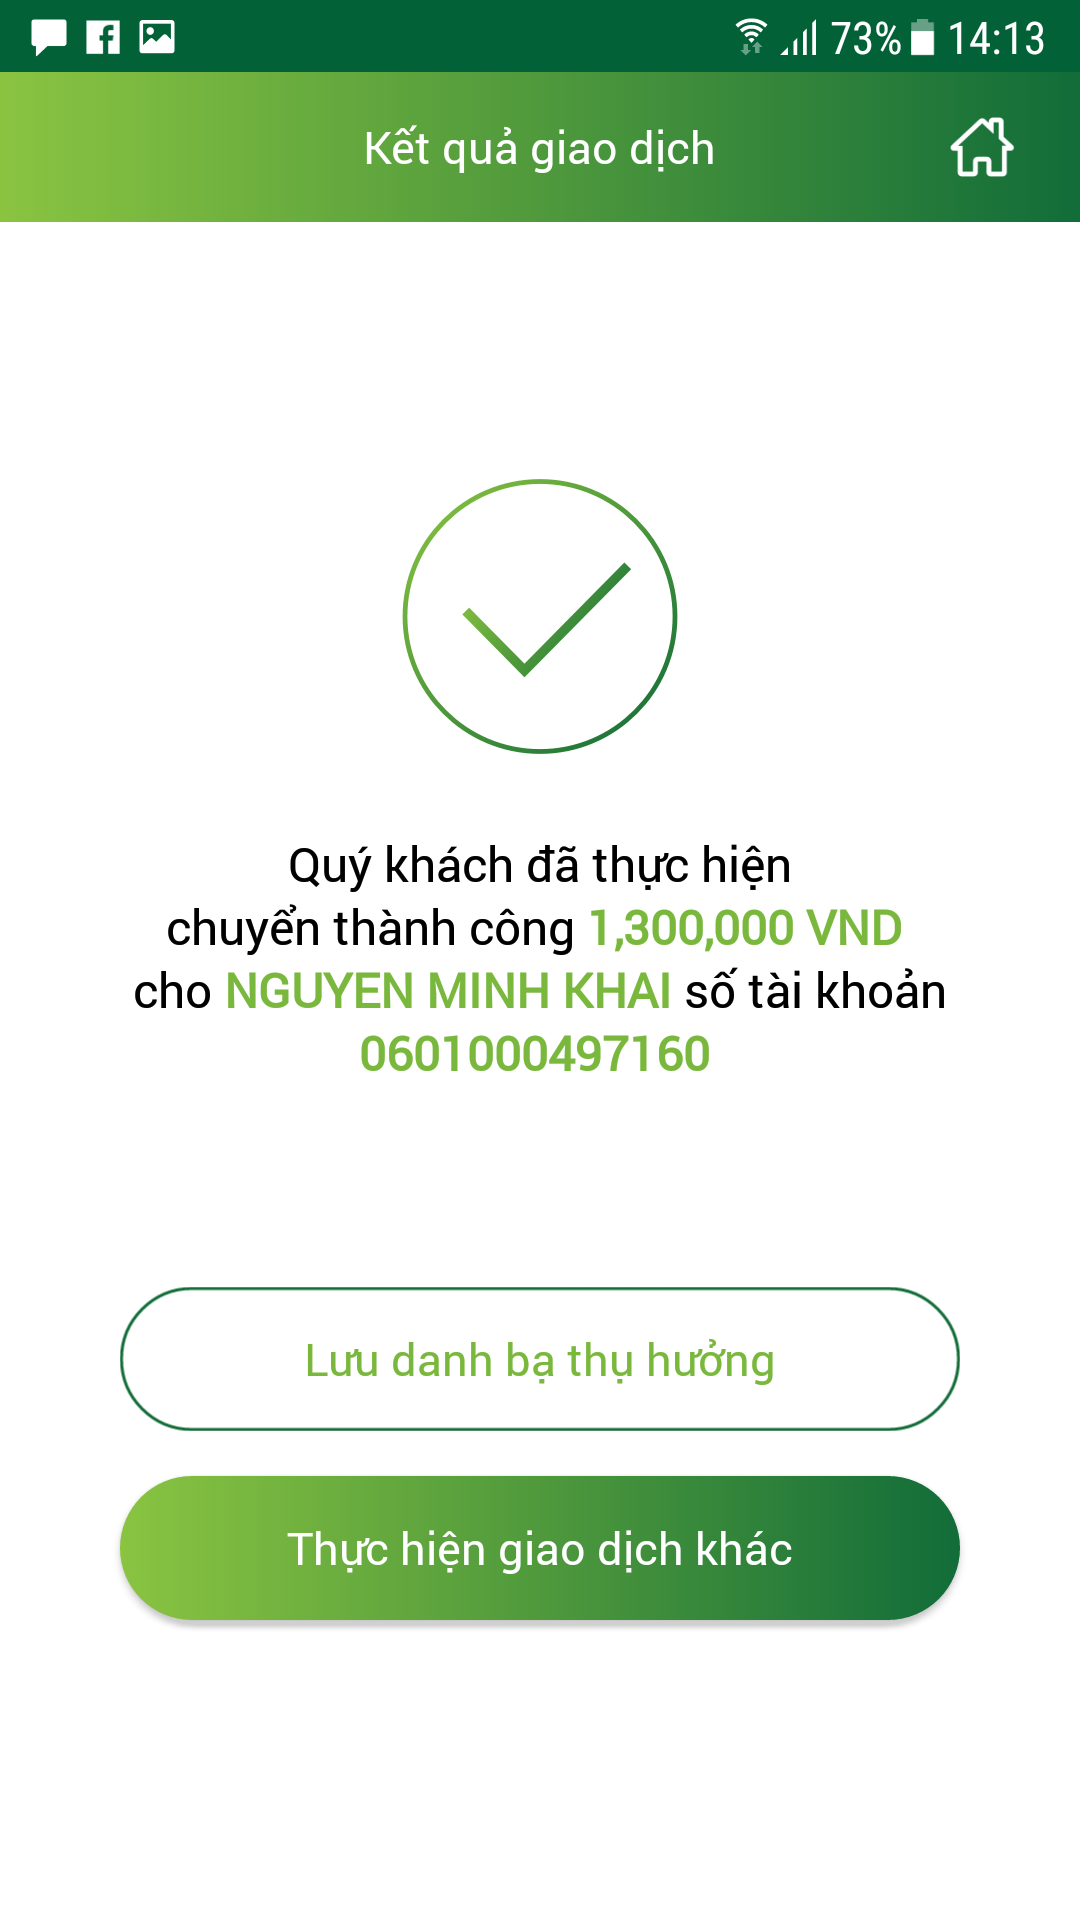 73% 14:13
Kết quả giao dịch
Quý khách đã thực hiện
chuyển thành công 1,300,000 VND
cho NGUYEN MINH KHAI số tài khoản
0601000497160
Lưu danh bạ thụ hưởng
Thực hiện giao dịch khác